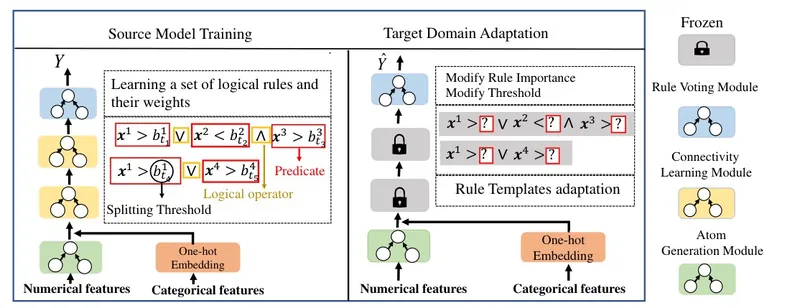 Source Model Training
Y
Learning a set of logical rules and
their weights
x¹ > b¹ₜ₁ ∨ x² < b²ₜ₂ ∧ x³ > b³ₜ₃
x¹ > b¹ₜ₄ ∨ x⁴ > b⁴ₜ₅
Predicate
Logical operator
Splitting Threshold
One-hot
Embedding
Numerical features
Categorical features
Target Domain Adaptation
Ŷ
Modify Rule Importance
Modify Threshold
x¹ > ? ∨ x² < ? ∧ x³ > ?
x¹ > ? ∨ x⁴ > ?
Rule Templates adaptation
One-hot
Embedding
Numerical features
Categorical features
Frozen
Rule Voting Module
Connectivity
Learning Module
Atom
Generation Module